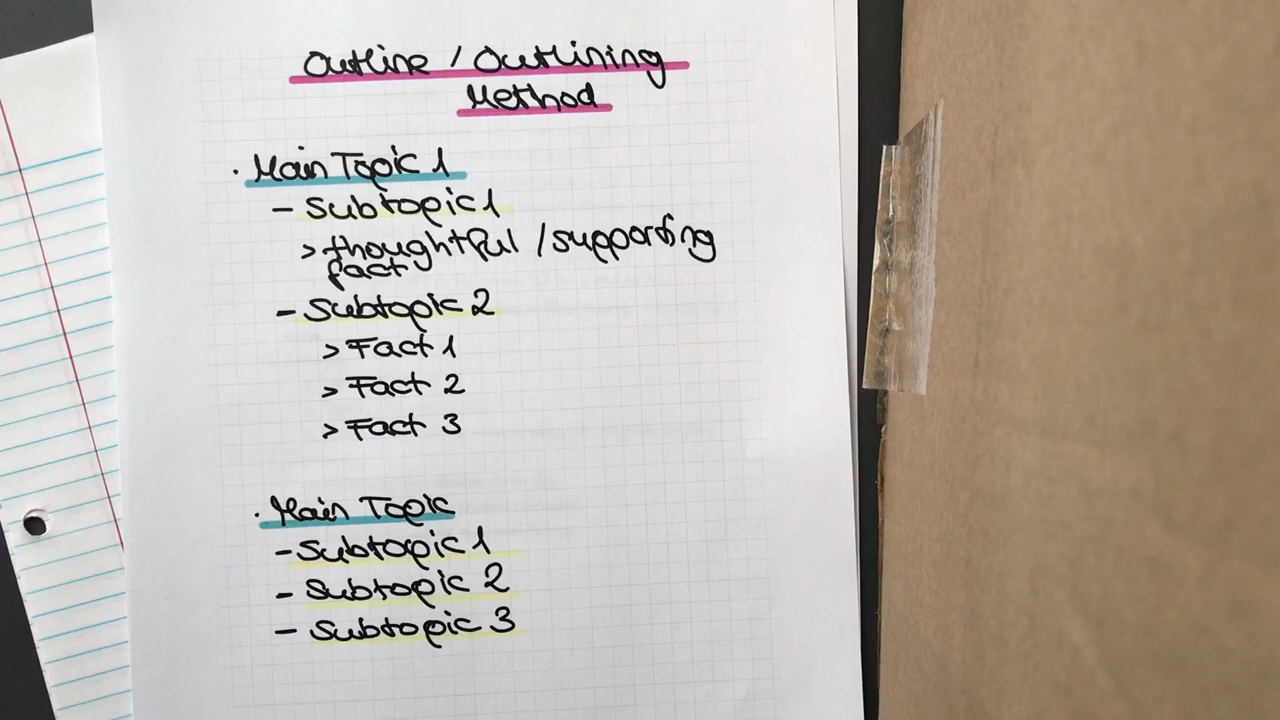 Outline / Outlining
Method
· Main Topic 1
- Subtopic 1
> thoughtful / supporting
fact
- Subtopic 2
> Fact 1
> Fact 2
> Fact 3
· Main Topic
- Subtopic 1
- Subtopic 2
- Subtopic 3